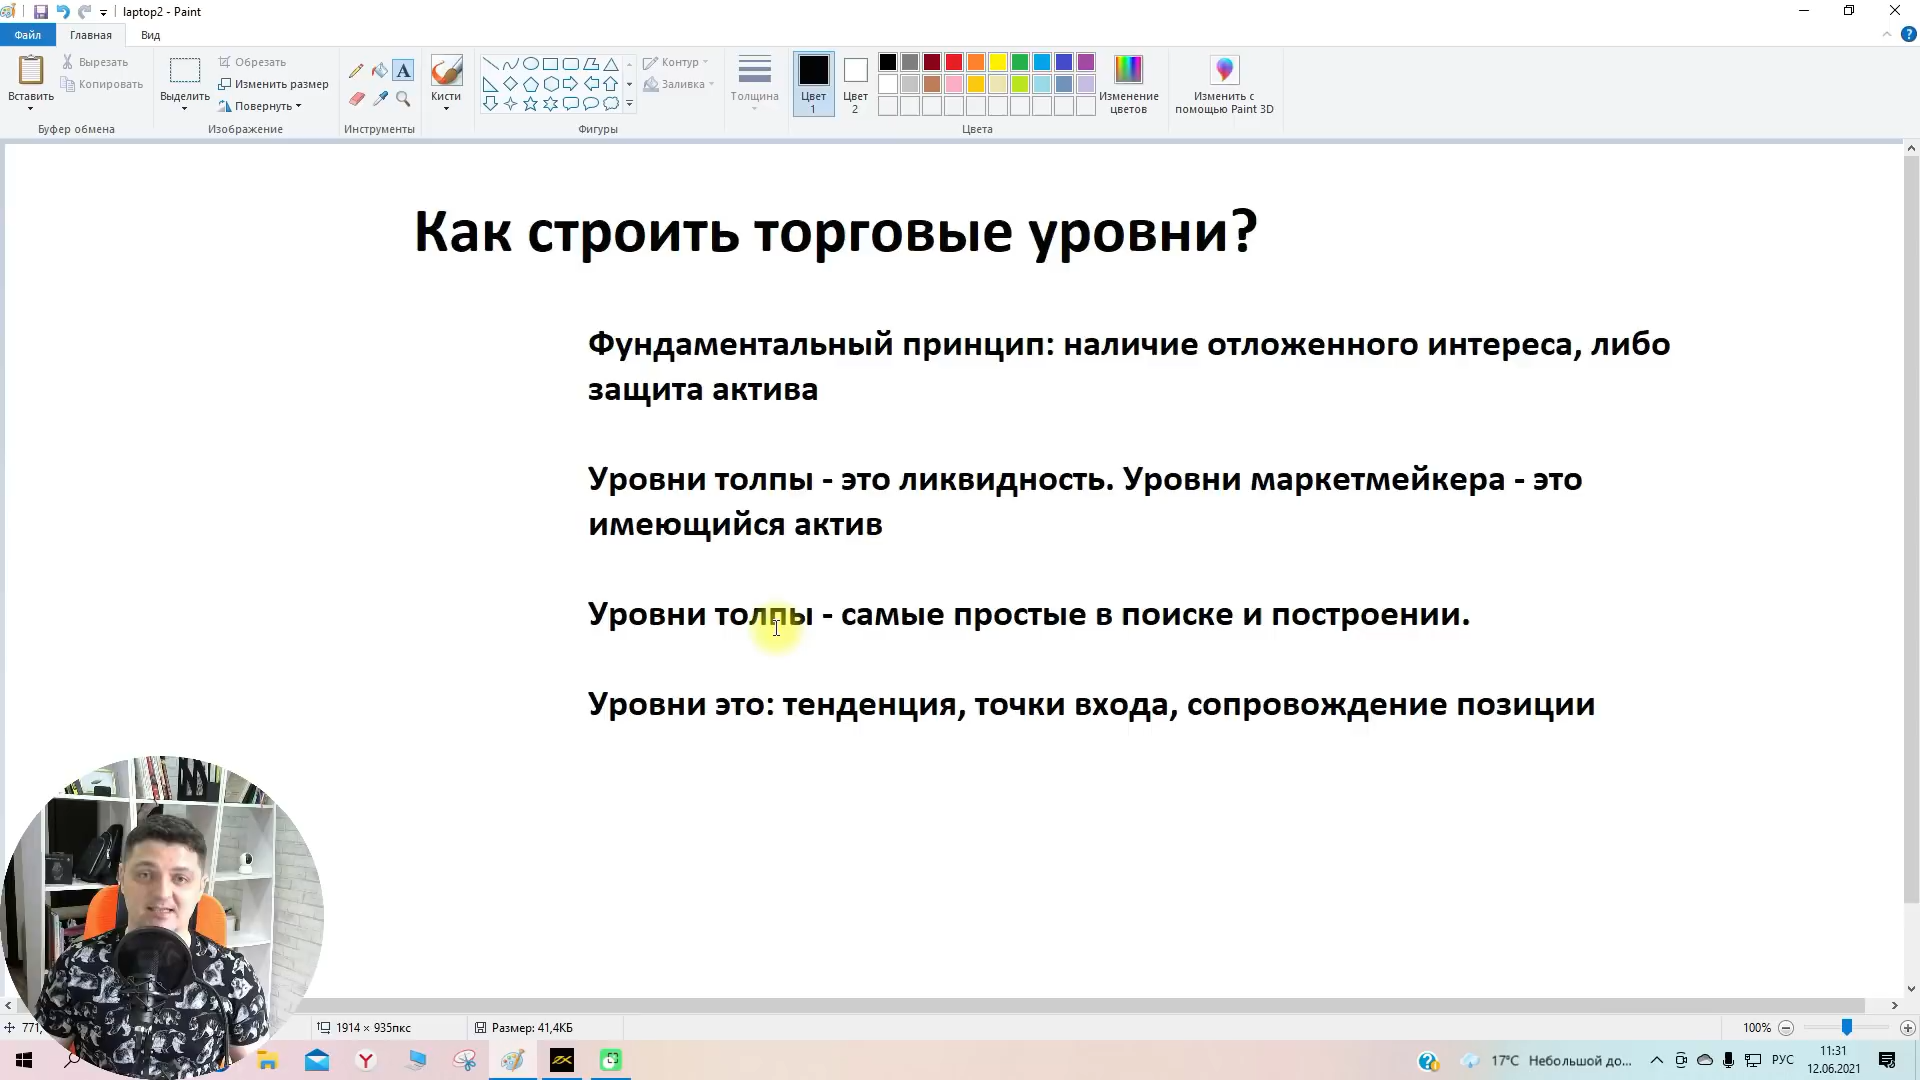 laptop2 - Paint
Файл
Главная
Вид
Вставить
Вырезать
Копировать
Буфер обмена
Выделить
Обрезать
Изменить размер
Повернуть
Изображение
Инструменты
Кисти
Фигуры
Контур
Заливка
Толщина
Цвет 1
Цвет 2
Изменение цветов
Цвета
Изменить с помощью Paint 3D
Как строить торговые уровни?
Фундаментальный принцип: наличие отложенного интереса, либо
защита актива
Уровни толпы - это ликвидность. Уровни маркетмейкера - это
имеющийся актив
Уровни толпы - самые простые в поиске и построении.
Уровни это: тенденция, точки входа, сопровождение позиции
771,
1914 × 935пкс
Размер: 41,4КБ
100%
17°C Небольшой до...
РУС
11:31
12.06.2021